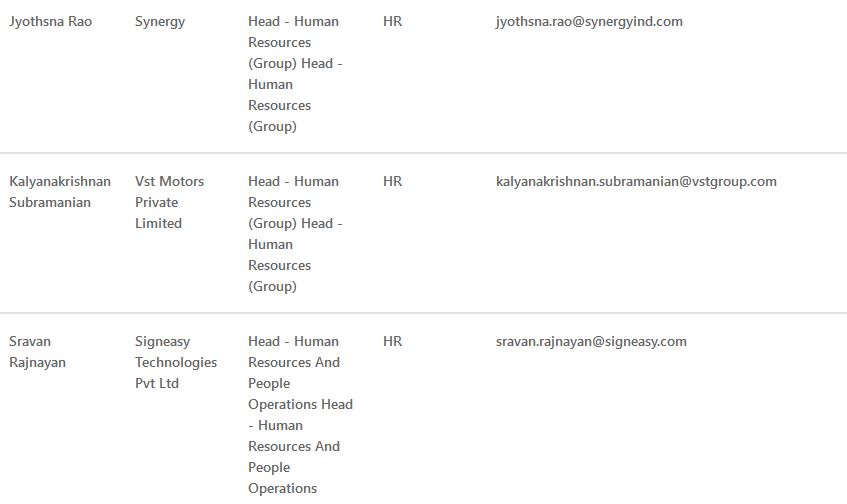 Jyothsna Rao Synergy Head - Human HR jyothsna.rao@synergyind.com
Resources
(Group) Head -
Human
Resources
(Group)
Kalyanakrishnan Vst Motors Head - Human HR kalyanakrishnan.subramanian@vstgroup.com
Subramanian Private Resources
Limited (Group) Head -
Human
Resources
(Group)
Sravan Signeasy Head - Human HR sravan.rajnayan@signeasy.com
Rajnayan Technologies Resources And
Pvt Ltd People
Operations Head
- Human
Resources And
People
Operations